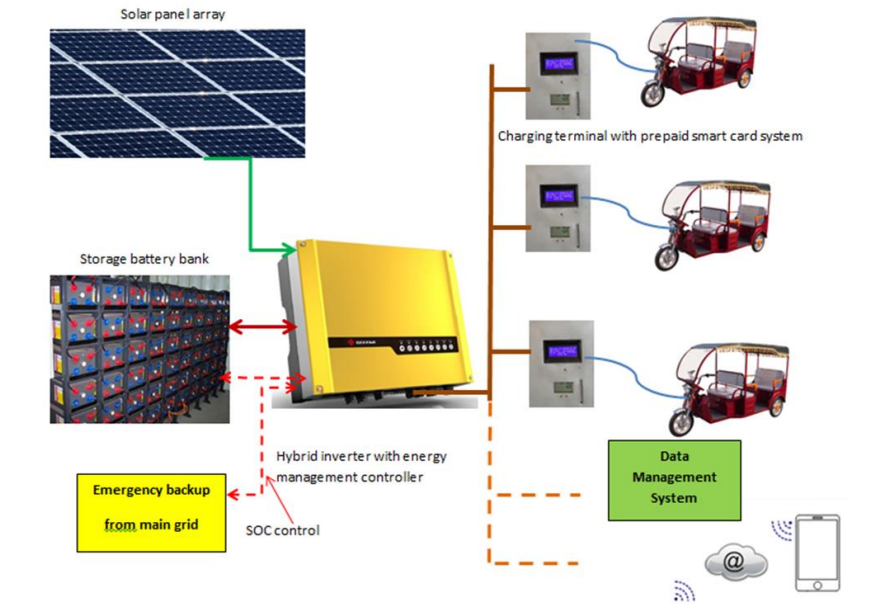 Solar panel array
Charging terminal with prepaid smart card system
Storage battery bank
Hybrid inverter with energy
management controller
Emergency backup
from main grid
SOC control
Data
Management
System
@